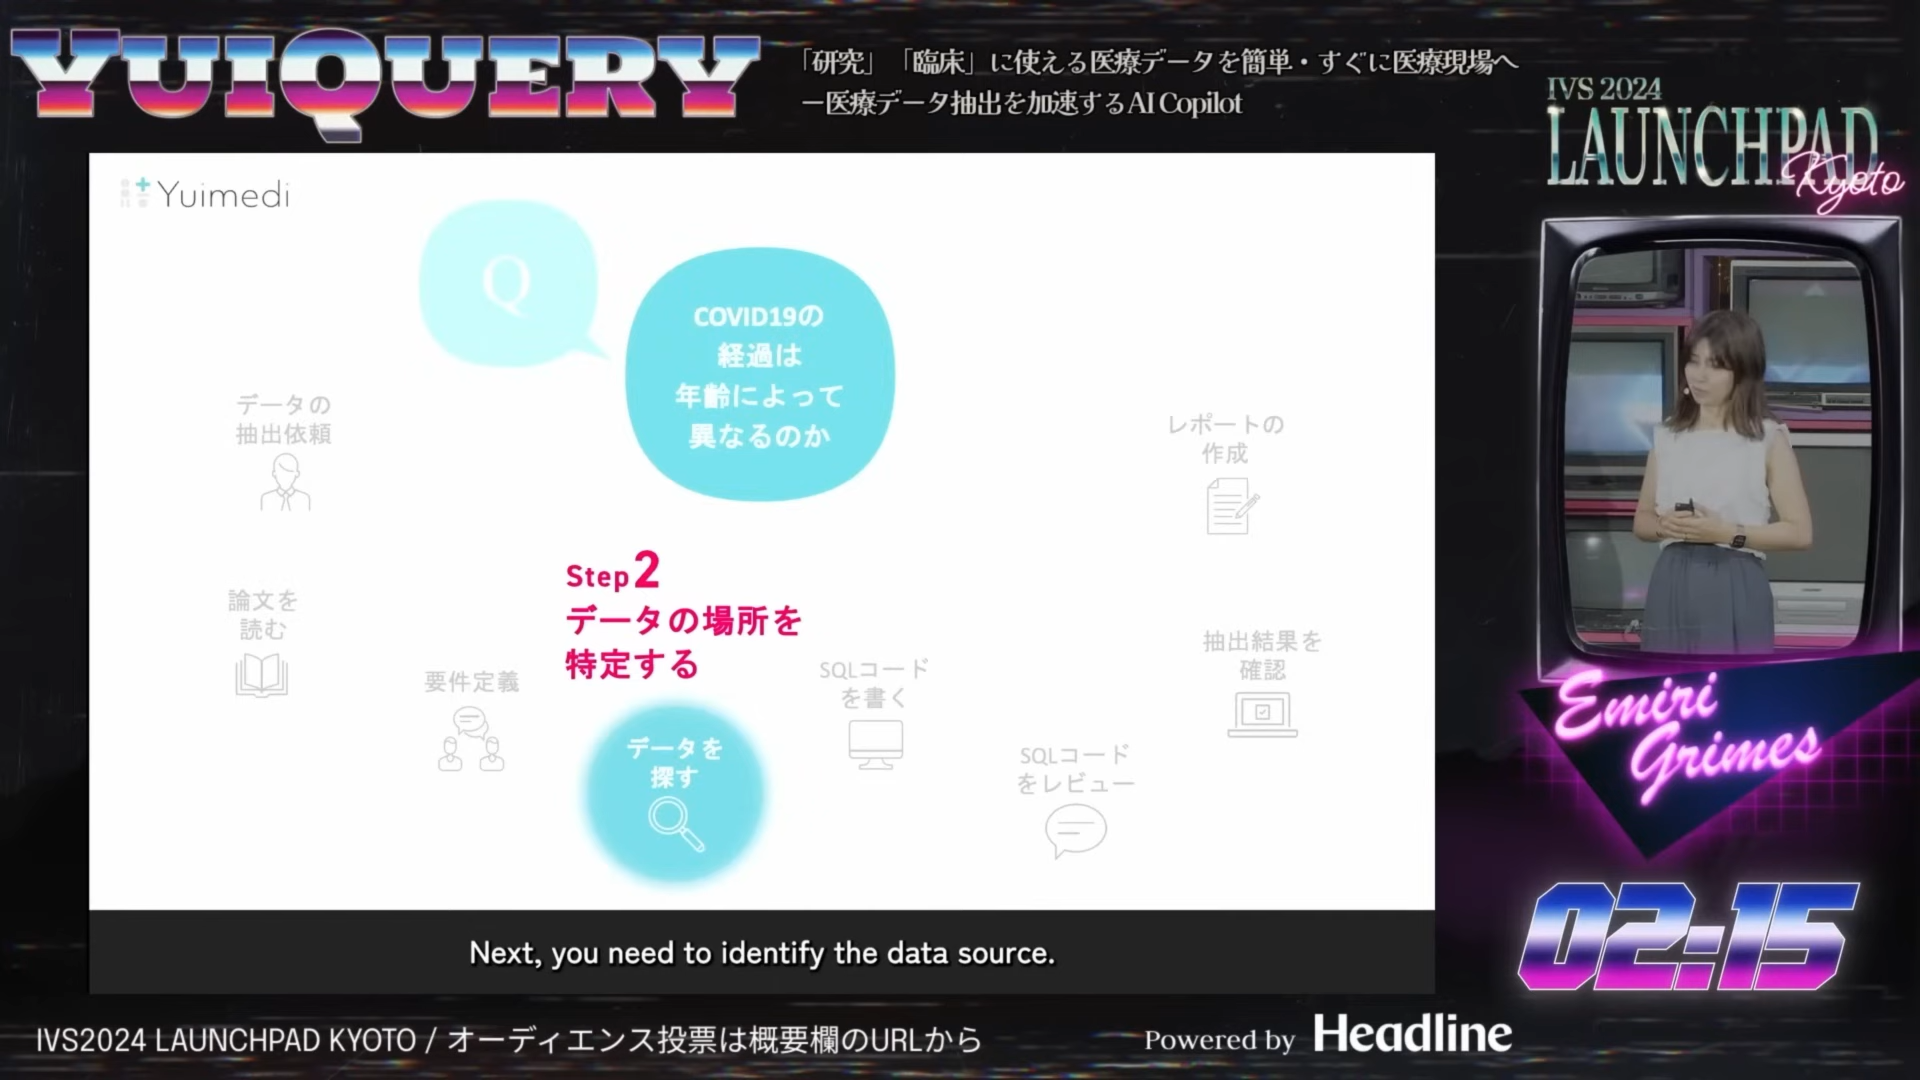 YUIQUERY
「研究」「臨床」に使える医療データを簡単・すぐに医療現場へ
ー医療データ抽出を加速するAI Copilot
IVS 2024
LAUNCHPAD
Kyoto
Yuimedi
Q
COVID19の
経過は
年齢によって
異なるのか
データの
抽出依頼
レポートの
作成
Step2
データの場所を
特定する
論文を
読む
要件定義
データを
探す
SQLコード
を書く
SQLコード
をレビュー
抽出結果を
確認
Emiri
Grimes
02:15
Next, you need to identify the data source.
IVS2024 LAUNCHPAD KYOTO / オーディエンス投票は概要欄のURLから
Powered by Headline